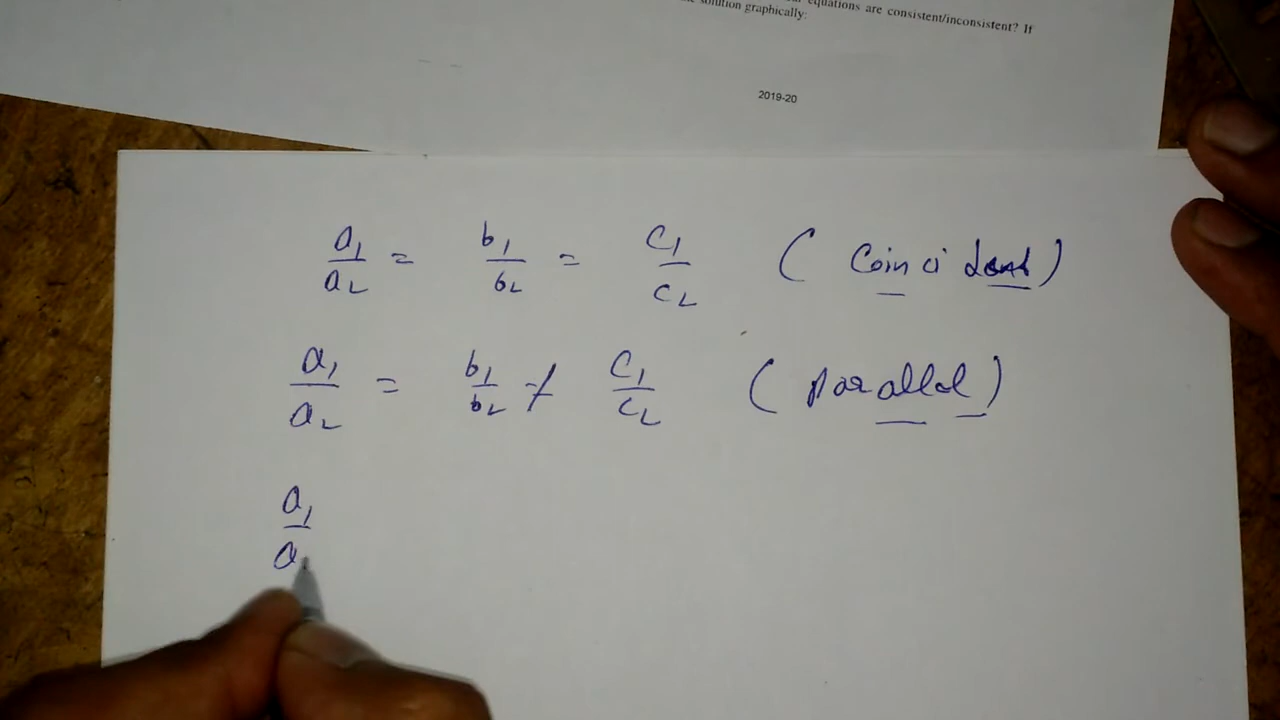 equations are consistent/inconsistent? If
solution graphically:
2019-20
a₁/a₂ = b₁/b₂ = c₁/c₂ (Coincident)
a₁/a₂ = b₁/b₂ ≠ c₁/c₂ (parallel)
a₁/a